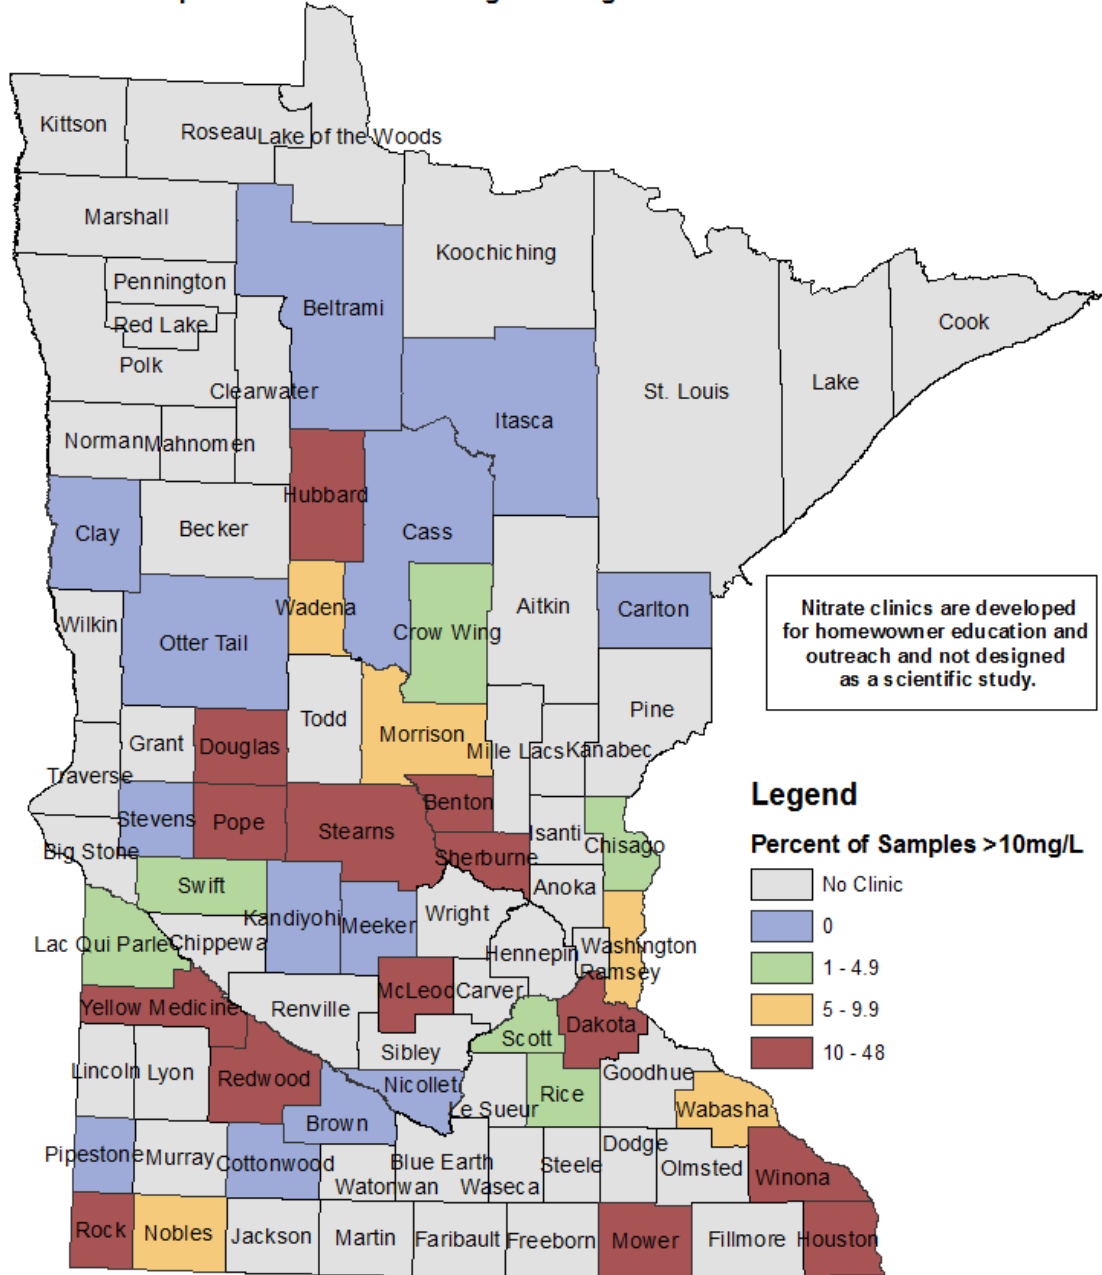 Kittson
Roseau
Lake of the Woods
Marshall
Koochiching
Pennington
Beltrami
Red Lake
Cook
Polk
Clearwater
St. Louis
Lake
Itasca
Norman
Mahnomen
Hubbard
Clay
Becker
Cass
Wadena
Aitkin
Carlton
Nitrate clinics are developed
for homewowner education and
outreach and not designed
as a scientific study.
Wilkin
Otter Tail
Crow Wing
Pine
Todd
Morrison
Grant
Douglas
Mille Lacs
Kanabec
Traverse
Legend
Stevens
Pope
Stearns
Benton
Isanti
Chisago
Percent of Samples >10mg/L
Big Stone
Sherburne
No Clinic
Swift
Anoka
Kandiyohi
Meeker
Wright
0
Lac Qui Parle
Chippewa
Hennepin
Washington
Ramsey
1 - 4.9
Yellow Medicine
Renville
McLeod
Carver
5 - 9.9
Scott
Dakota
10 - 48
Sibley
Lincoln
Lyon
Redwood
Nicollet
Goodhue
Rice
Le Sueur
Wabasha
Brown
Pipestone
Murray
Cottonwood
Watonwan
Blue Earth
Waseca
Steele
Dodge
Olmsted
Winona
Rock
Nobles
Jackson
Martin
Faribault
Freeborn
Mower
Fillmore
Houston